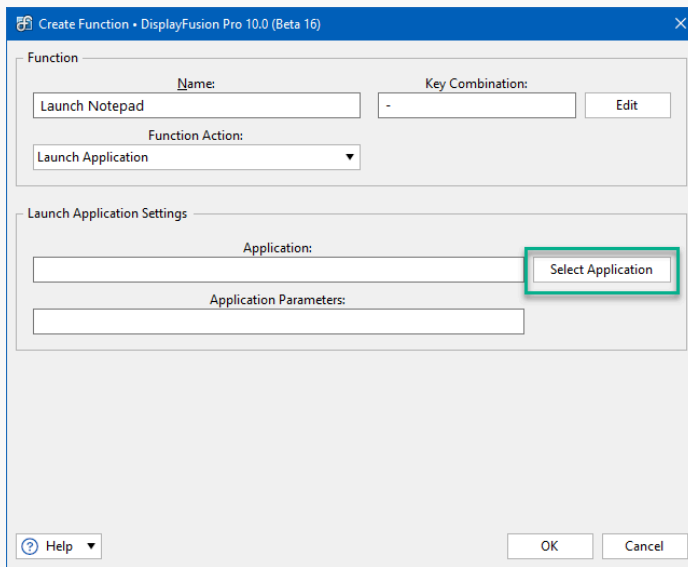 Create Function • DisplayFusion Pro 10.0 (Beta 16)
Function
Name: Key Combination:
Launch Notepad - Edit
Function Action:
Launch Application
Launch Application Settings
Application:
Select Application
Application Parameters:
? Help OK Cancel